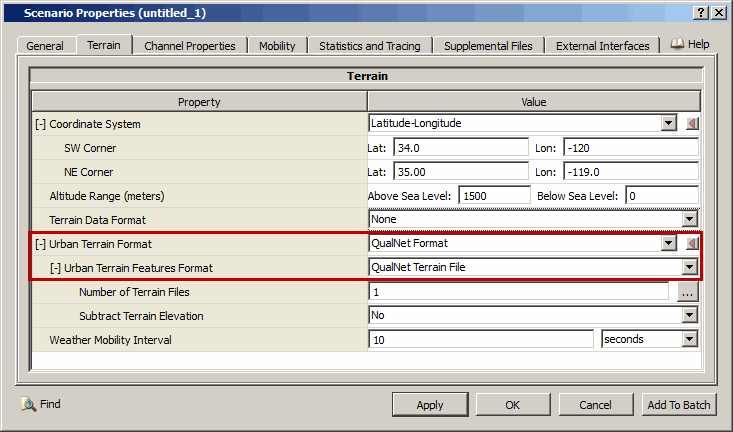 Scenario Properties (untitled_1)
General Terrain Channel Properties Mobility Statistics and Tracing Supplemental Files External Interfaces Help
Terrain
Property Value
[-] Coordinate System Latitude-Longitude
SW Corner Lat: 34.0 Lon: -120
NE Corner Lat: 35.00 Lon: -119.0
Altitude Range (meters) Above Sea Level: 1500 Below Sea Level: 0
Terrain Data Format None
[-] Urban Terrain Format QualNet Format
[-] Urban Terrain Features Format QualNet Terrain File
Number of Terrain Files 1 ...
Subtract Terrain Elevation No
Weather Mobility Interval 10 seconds
Find Apply OK Cancel Add To Batch